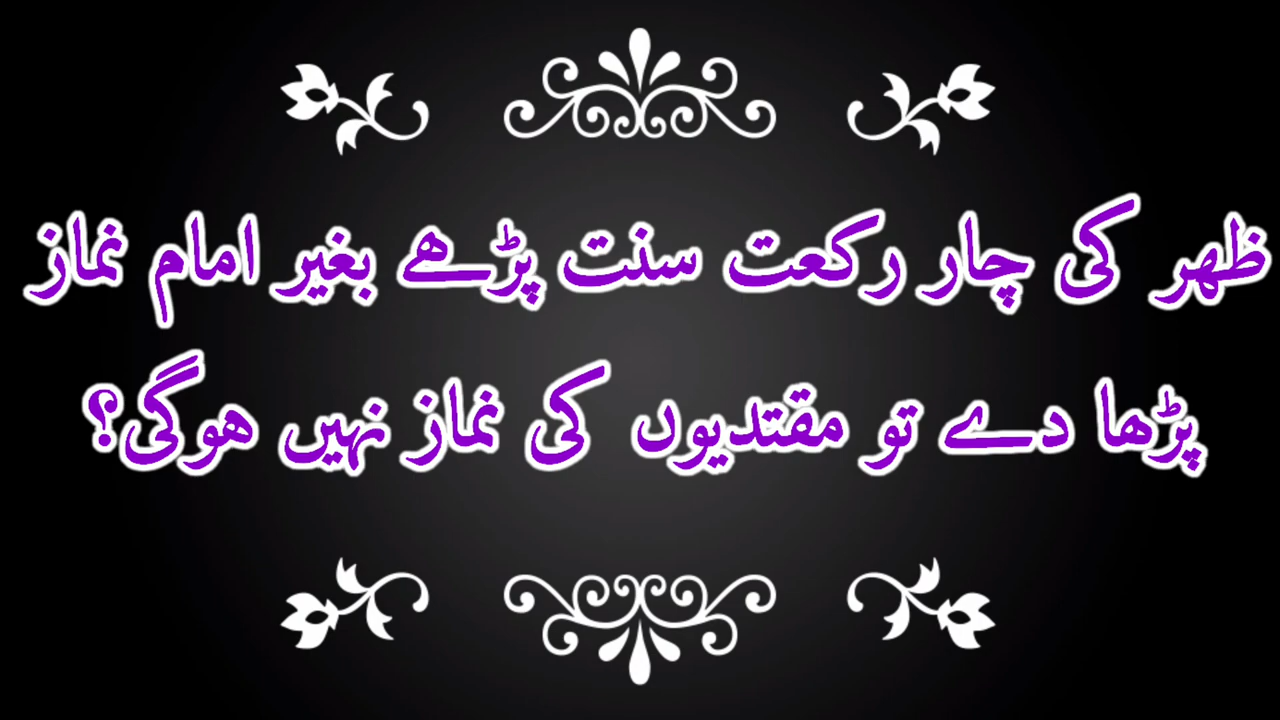 ظہر کی چار رکعت سنت پڑھے بغیر امام نماز
پڑھا دے تو مقتدیوں کی نماز نہیں ہوگی؟